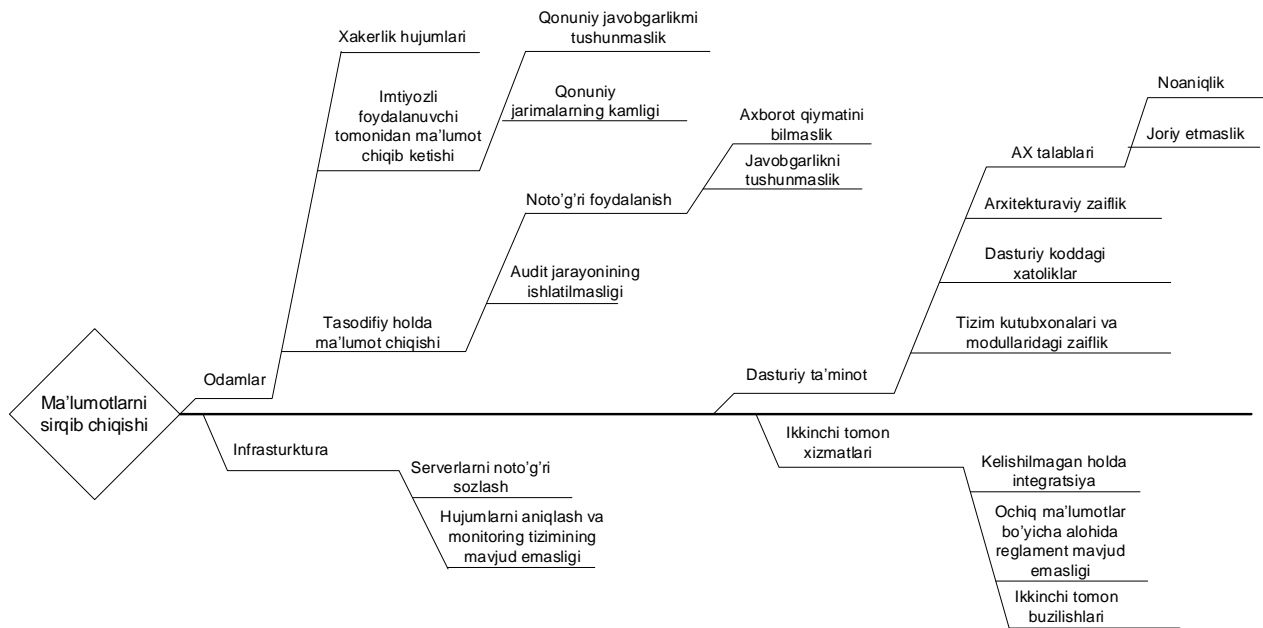 Xakerlik hujumlari
Imtiyozli
foydalanuvchi
tomonidan ma’lumot
chiqib ketishi
Qonuniy javobgarlikmi
tushunmaslik
Qonuniy
jarimalarning kamligi
Tasodifiy holda
ma’lumot chiqishi
Noto‘g‘ri foydalanish
Axborot qiymatini
bilmaslik
Javobgarlikni
tushunmaslik
Audit jarayonining
ishlatilmasligi
Odamlar
Noaniqlik
Joriy etmaslik
AX talablari
Arxitekturaviy zaiflik
Dasturiy koddagi
xatoliklar
Tizim kutubxonalari va
modullaridagi zaiflik
Dasturiy ta’minot
Ma’lumotlarni
sirqib chiqishi
Infrasturktura
Serverlarni noto‘g‘ri
sozlash
Hujumlarni aniqlash va
monitoring tizimining
mavjud emasligi
Ikkinchi tomon
xizmatlari
Kelishilmagan holda
integratsiya
Ochiq ma’lumotlar
bo‘yicha alohida
reglament mavjud
emasligi
Ikkinchi tomon
buzilishlari